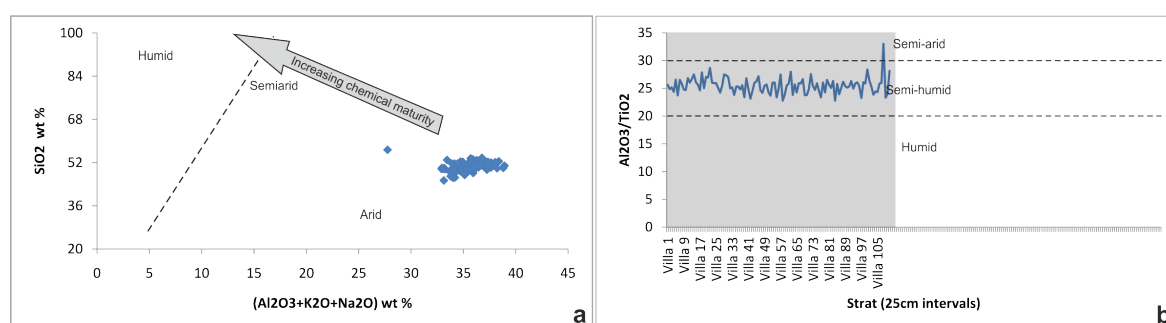 100
84
68
52
36
20
SiO2 wt %
Humid
Semiarid
Increasing chemical maturity
Arid
0 5 10 15 20 25 30 35 40 45
(Al2O3+K2O+Na2O) wt %
a
35
30
25
20
15
10
5
0
Al2O3/TiO2
Semi-arid
Semi-humid
Humid
Villa 1
Villa 9
Villa 17
Villa 25
Villa 33
Villa 41
Villa 49
Villa 57
Villa 65
Villa 73
Villa 81
Villa 89
Villa 97
Villa 105
Strat (25cm intervals)
b